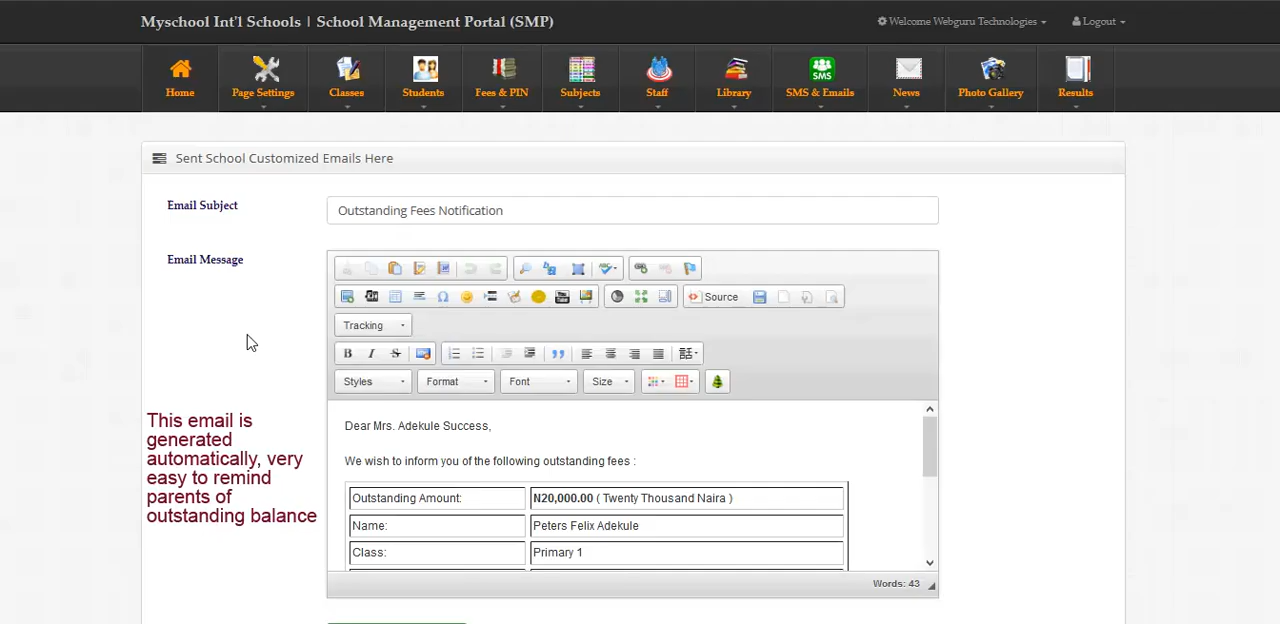 Myschool Int'l Schools | School Management Portal (SMP)
Welcome Webguru Technologies
Logout
Home
Page Settings
Classes
Students
Fees & PIN
Subjects
Staff
Library
SMS
SMS & Emails
News
Photo Gallery
Results
Sent School Customized Emails Here
Email Subject
Outstanding Fees Notification
Email Message
Source
Tracking
B I S
Styles
Format
Font
Size
This email is
generated
automatically, very
easy to remind
parents of
outstanding balance
Dear Mrs. Adekule Success,
We wish to inform you of the following outstanding fees :
Outstanding Amount: N20,000.00 ( Twenty Thousand Naira )
Name: Peters Felix Adekule
Class: Primary 1
Words: 43